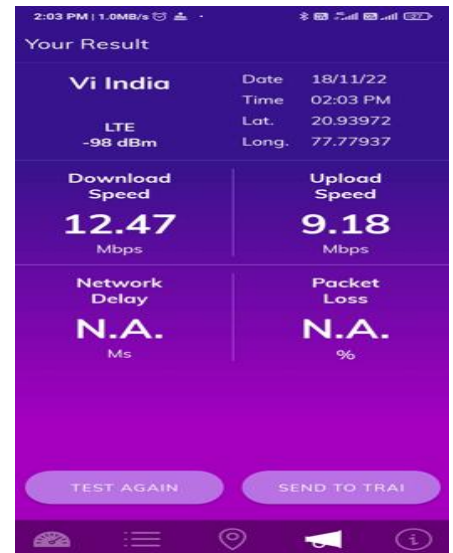 2:03 PM | 1.0MB/s
27
Your Result
Vi India
LTE
-98 dBm
Date 18/11/22
Time 02:03 PM
Lat. 20.93972
Long. 77.77937
Download
Speed
12.47
Mbps
Upload
Speed
9.18
Mbps
Network
Delay
N.A.
Ms
Packet
Loss
N.A.
%
TEST AGAIN
SEND TO TRAI